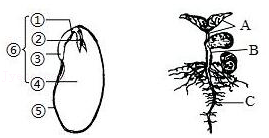 ①
②
⑥ ③
④
⑤
A
B
C